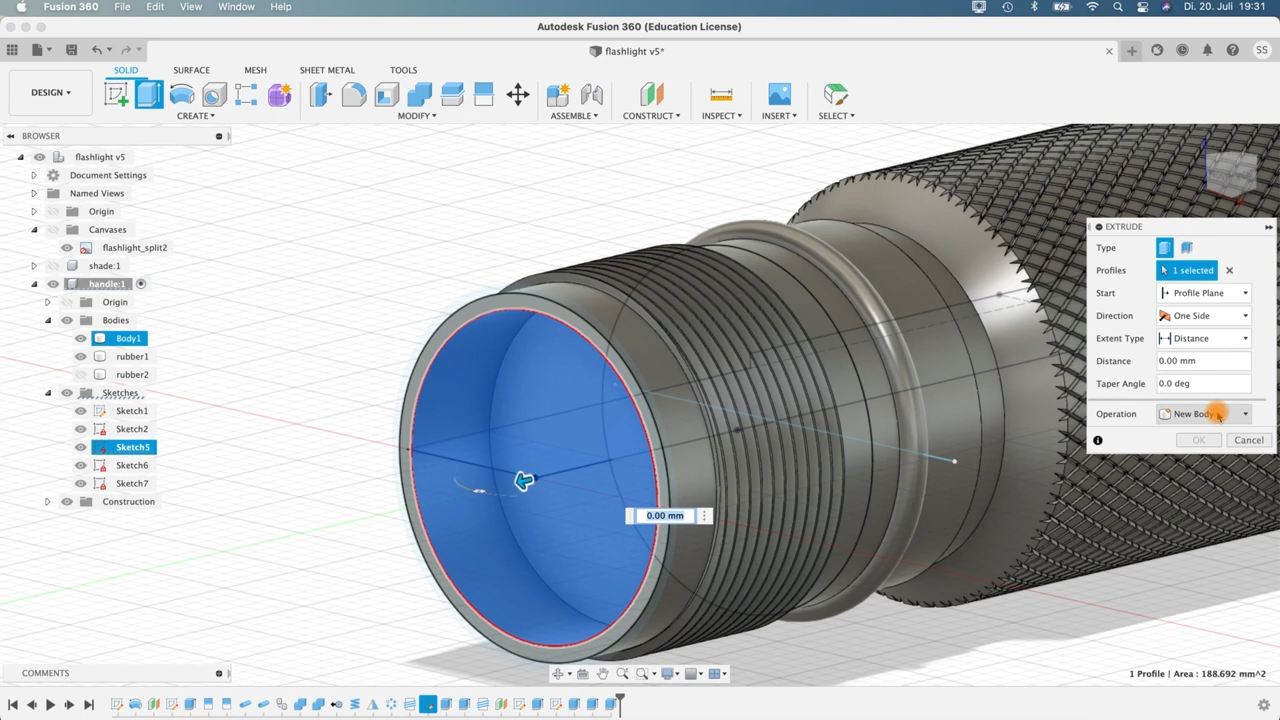 Fusion 360 File Edit View Window Help Di. 20. Juli 19:31
Autodesk Fusion 360 (Education License)
flashlight v5* SS
SOLID SURFACE MESH SHEET METAL TOOLS
DESIGN
CREATE MODIFY ASSEMBLE CONSTRUCT INSPECT INSERT SELECT
BROWSER
flashlight v5
Document Settings
Named Views
Origin
Canvases
flashlight_split2
shade:1
handle:1
Origin
Bodies
Body1
rubber1
rubber2
Sketches
Sketch1
Sketch2
Sketch5
Sketch6
Sketch7
Construction
EXTRUDE
Type
Profiles 1 selected
Start Profile Plane
Direction One Side
Extent Type Distance
Distance 0.00 mm
Taper Angle 0.0 deg
Operation New Body
OK Cancel
0.00 mm
COMMENTS
1 Profile | Area : 188.692 mm^2